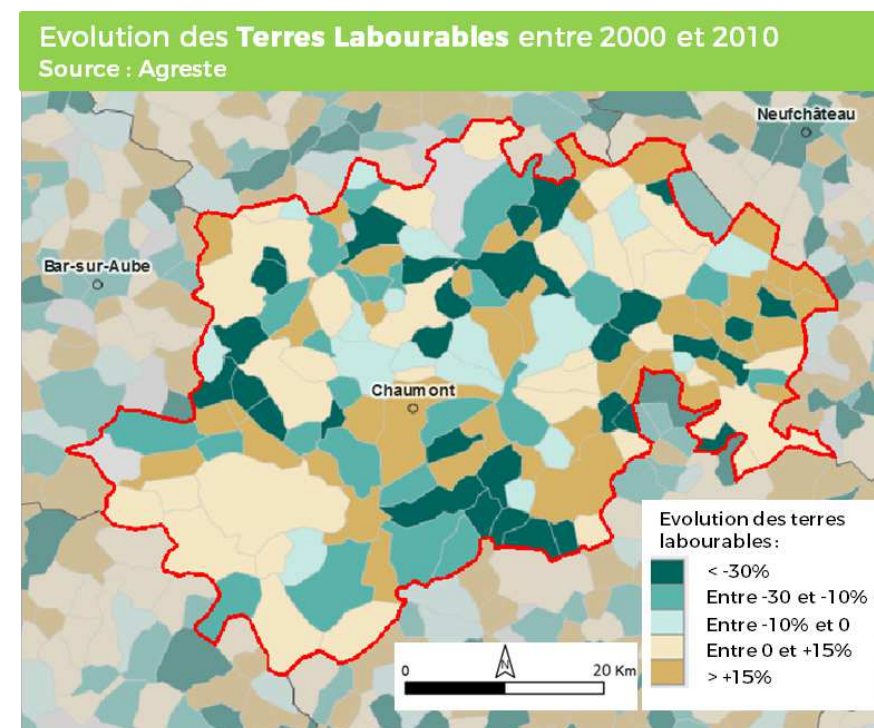 Evolution des Terres Labourables entre 2000 et 2010
Source : Agreste
Neufchâteau
Bar-sur-Aube
Chaumont
Evolution des terres
labourables :
< -30%
Entre -30 et -10%
Entre -10% et 0
Entre 0 et +15%
> +15%
N
0 20 Km